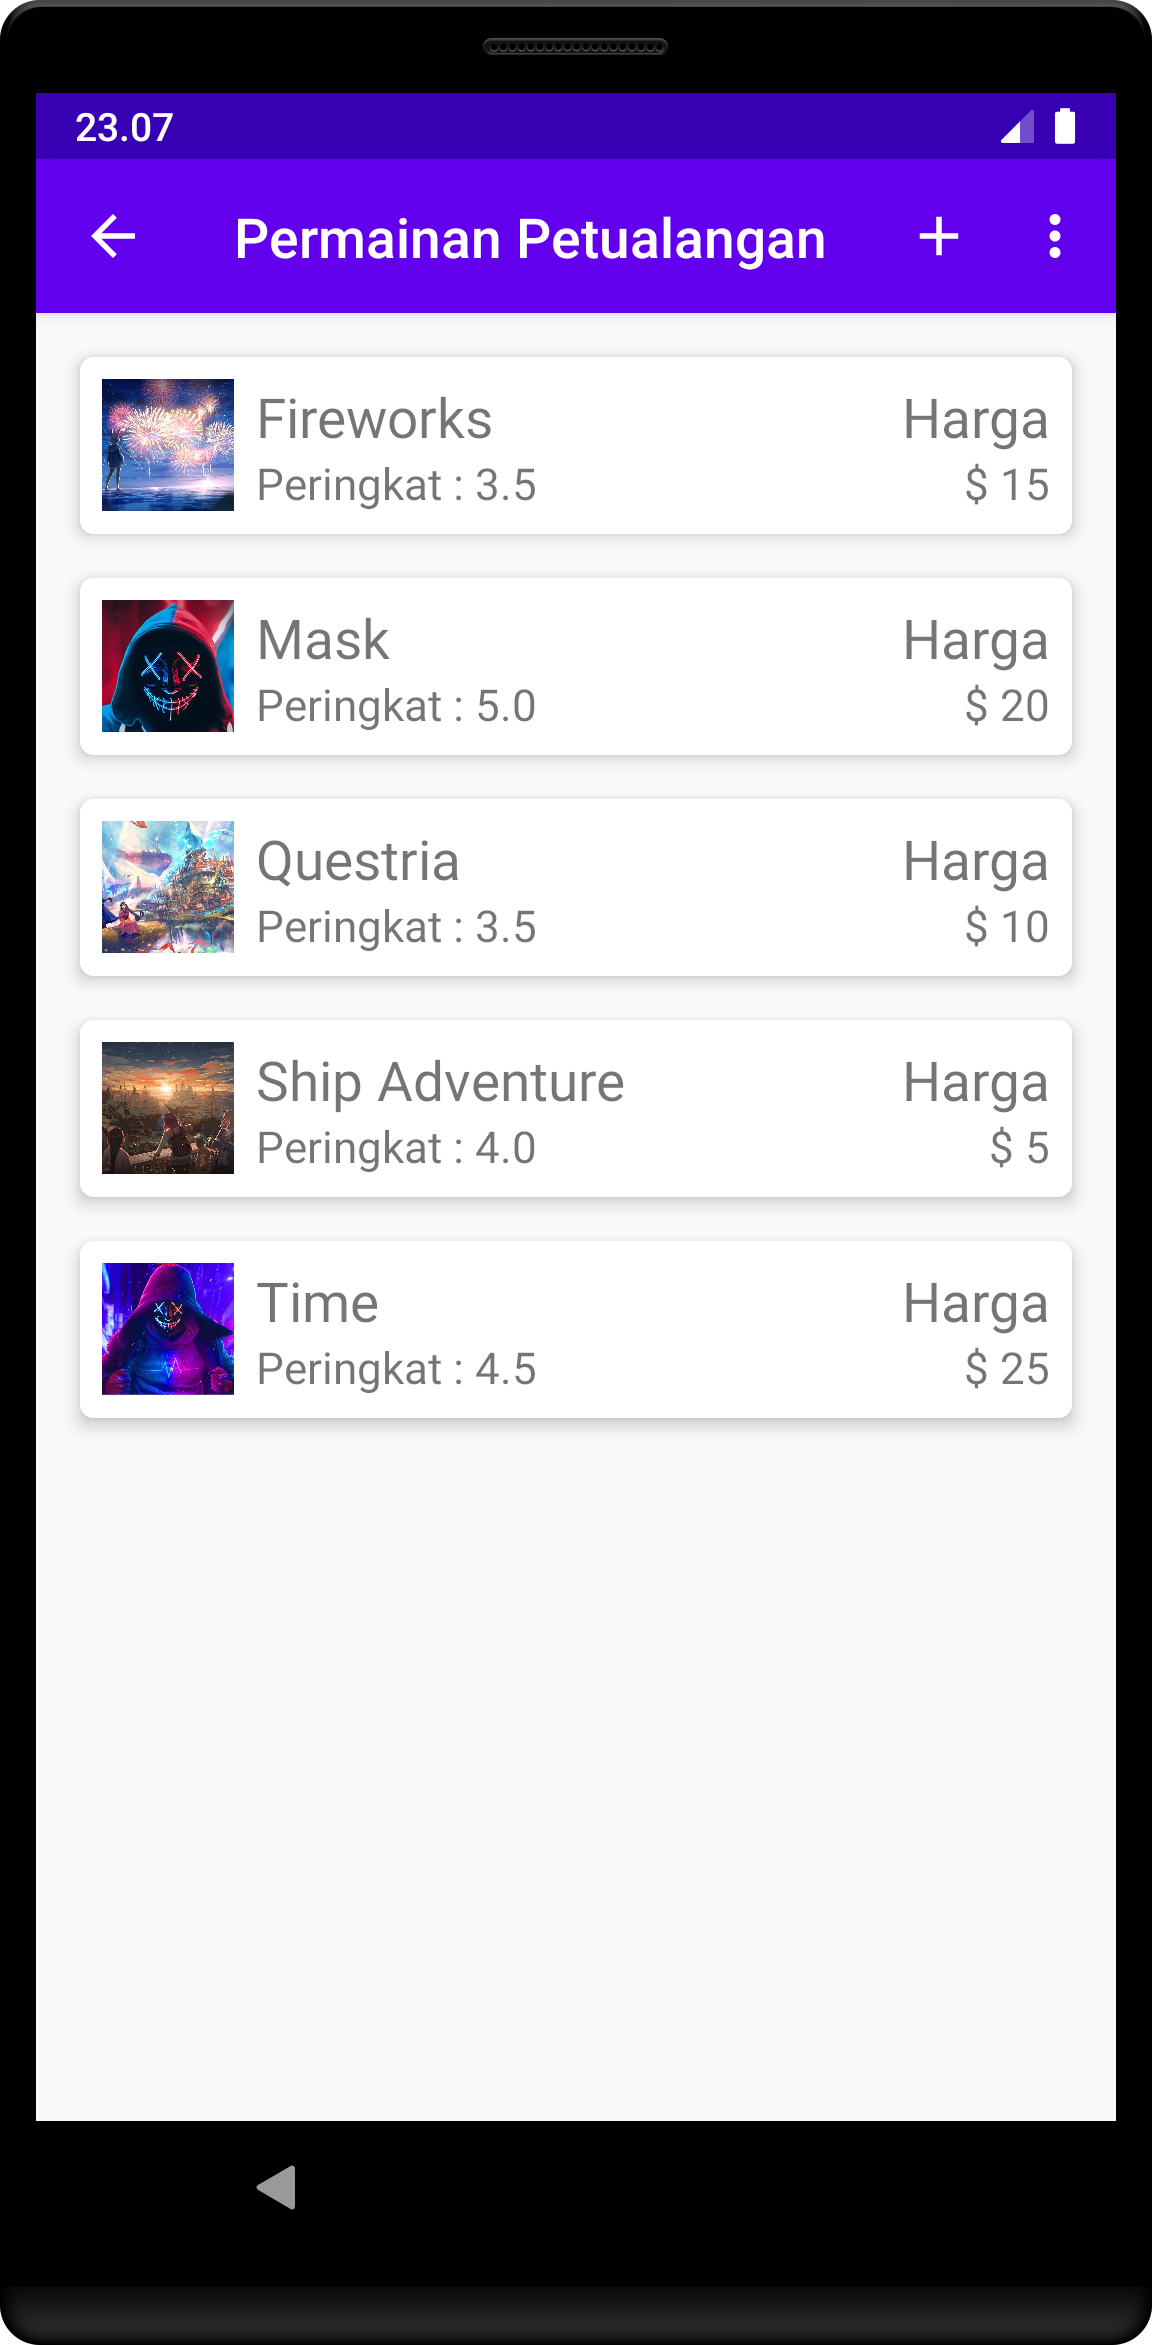 23.07
Permainan Petualangan
Fireworks
Harga
Peringkat : 3.5
$ 15
Mask
Harga
Peringkat : 5.0
$ 20
Questria
Harga
Peringkat : 3.5
$ 10
Ship Adventure
Harga
Peringkat : 4.0
$ 5
Time
Harga
Peringkat : 4.5
$ 25